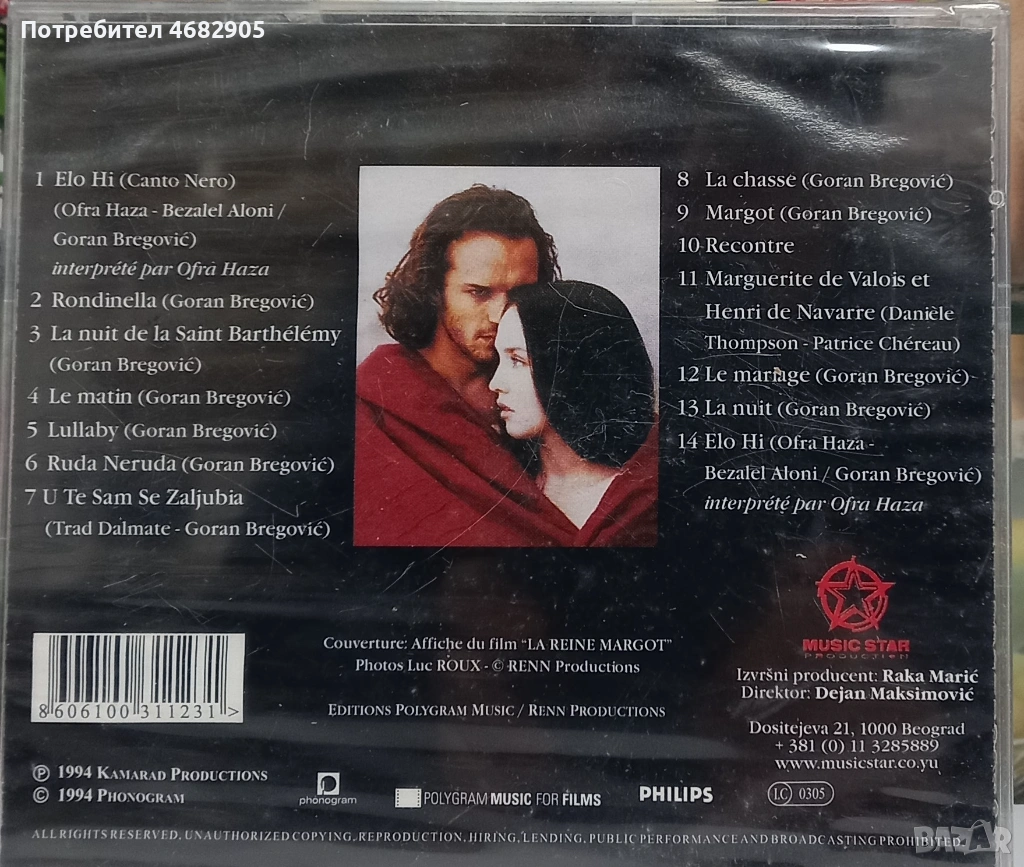 Потребител 4682905
1 Elo Hi (Canto Nero)
(Ofra Haza - Bezalel Aloni /
Goran Bregović)
interprété par Ofra Haza
2 Rondinella (Goran Bregović)
3 La nuit de la Saint Barthélémy
(Goran Bregović)
4 Le matin (Goran Bregović)
5 Lullaby (Goran Bregović)
6 Ruda Neruda (Goran Bregović)
7 U Te Sam Se Zaljubia
(Trad Dalmate - Goran Bregović)
8 La chasse (Goran Bregović)
9 Margot (Goran Bregović)
10 Recontre
11 Marguerite de Valois et
Henri de Navarre (Danièle
Thompson - Patrice Chéreau)
12 Le mariage (Goran Bregović)
13 La nuit (Goran Bregović)
14 Elo Hi (Ofra Haza -
Bezalel Aloni / Goran Bregović)
interprété par Ofra Haza
MUSIC STAR
PRODUCTION
Izvršni producent: Raka Marić
Direktor: Dejan Maksimović
Dositejeva 21, 1000 Beograd
+ 381 (0) 11 3285889
www.musicstar.co.yu
Couverture: Affiche du film “LA REINE MARGOT”
Photos Luc ROUX - © RENN Productions
EDITIONS POLYGRAM MUSIC / RENN PRODUCTIONS
8 606100 311231 >
℗ 1994 KAMARAD PRODUCTIONS
© 1994 PHONOGRAM
phonogram
POLYGRAM MUSIC FOR FILMS
PHILIPS
LC 0305
ALL RIGHTS RESERVED. UNAUTHORIZED COPYING, REPRODUCTION, HIRING, LENDING, PUBLIC PERFORMANCE AND BROADCASTING PROHIBITED.
BAZAR